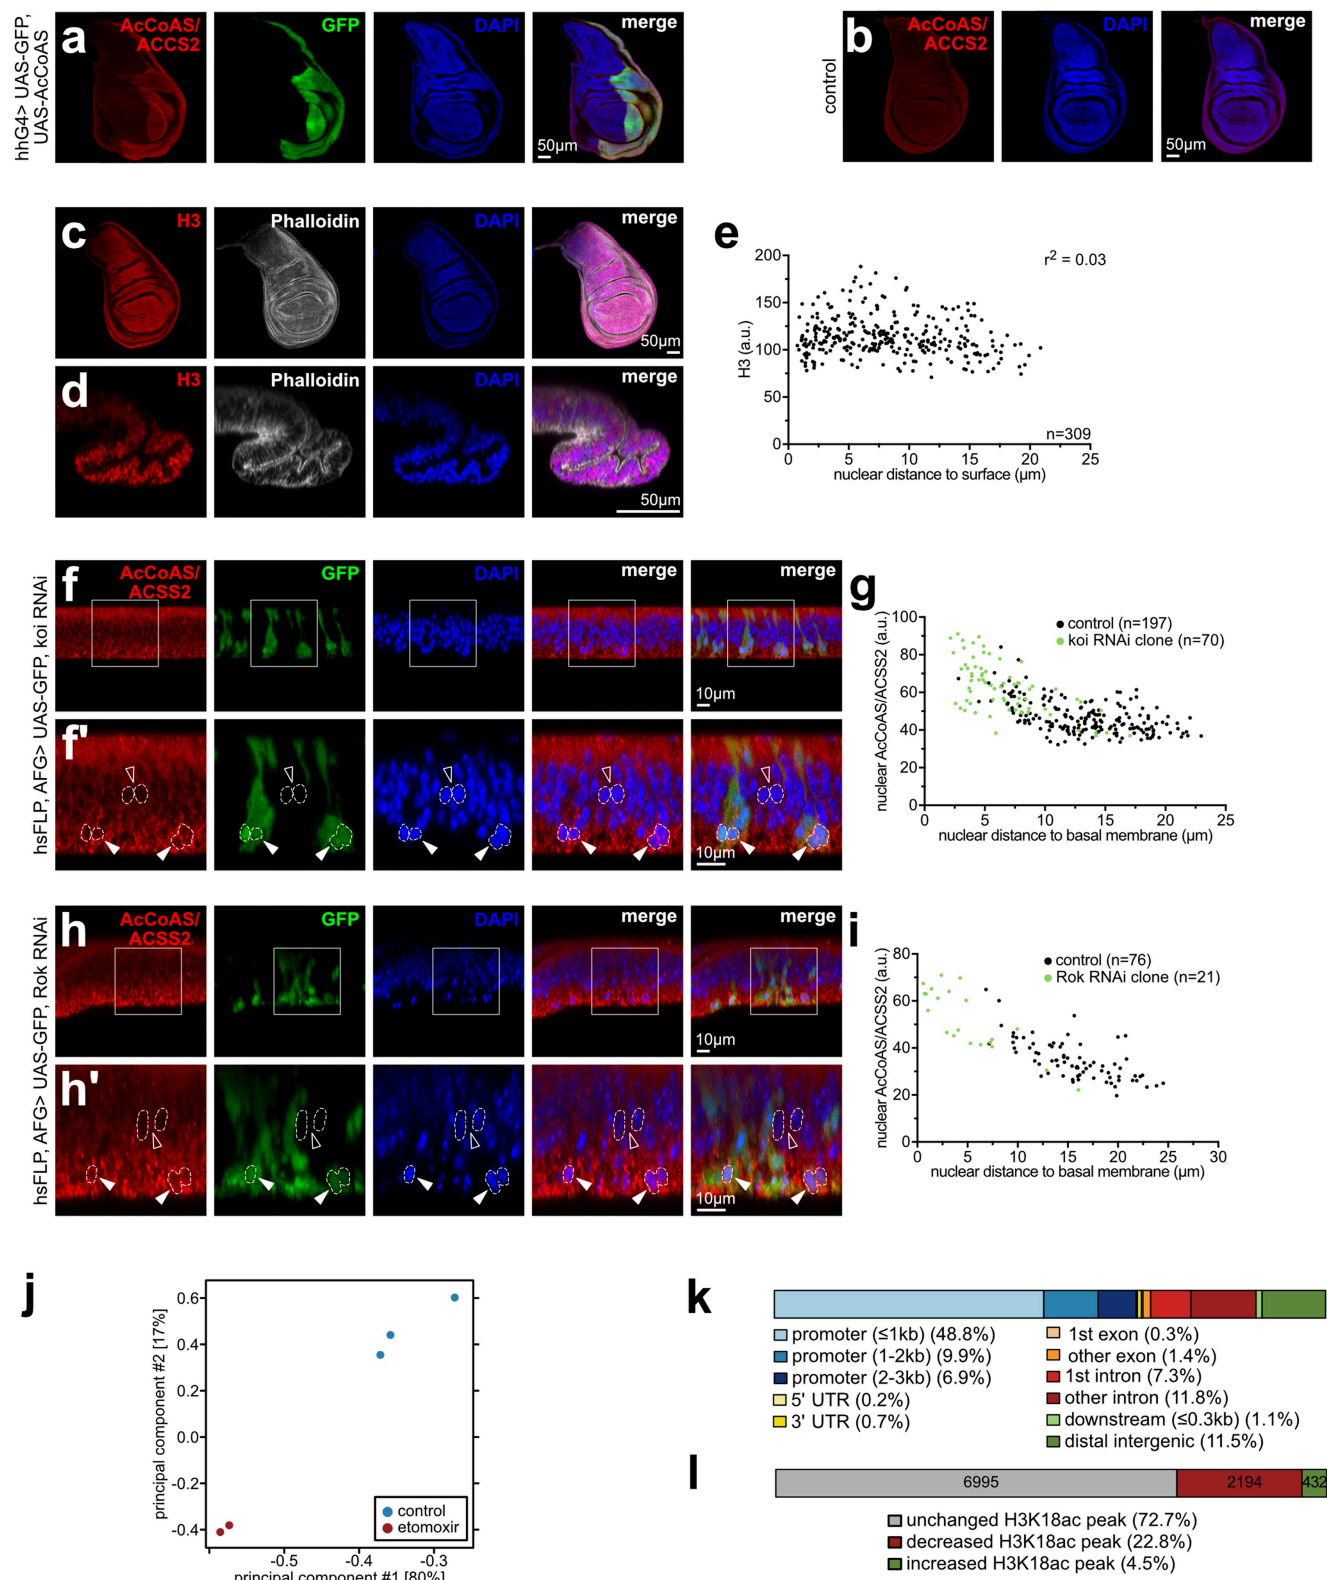 hhG4> UAS-GFP,
UAS-AcCoAS
a
AcCoAS/
ACCS2
GFP
DAPI
merge
50µm
control
b
AcCoAS/
ACCS2
DAPI
merge
50µm
c
H3
Phalloidin
DAPI
merge
50µm
d
H3
Phalloidin
DAPI
merge
50µm
e
200
150
100
50
0
H3 (a.u.)
r2 = 0.03
n=309
0 5 10 15 20 25
nuclear distance to surface (µm)
hsFLP, AFG> UAS-GFP, koi RNAi
f
AcCoAS/
ACSS2
GFP
DAPI
merge
merge
10µm
f'
10µm
g
100
80
60
40
20
0
nuclear AcCoAS/ACSS2 (a.u.)
control (n=197)
koi RNAi clone (n=70)
0 5 10 15 20 25
nuclear distance to basal membrane (µm)
hsFLP, AFG> UAS-GFP, Rok RNAi
h
AcCoAS/
ACSS2
GFP
DAPI
merge
merge
10µm
h'
10µm
i
80
60
40
20
0
nuclear AcCoAS/ACSS2 (a.u.)
control (n=76)
Rok RNAi clone (n=21)
0 5 10 15 20 25 30
nuclear distance to basal membrane (µm)
j
0.6
0.4
0.2
0.0
-0.2
-0.4
principal component #2 [17%]
control
etomoxir
-0.5 -0.4 -0.3
principal component #1 [80%]
k
promoter (≤1kb) (48.8%)
promoter (1-2kb) (9.9%)
promoter (2-3kb) (6.9%)
5' UTR (0.2%)
3' UTR (0.7%)
1st exon (0.3%)
other exon (1.4%)
1st intron (7.3%)
other intron (11.8%)
downstream (≤0.3kb) (1.1%)
distal intergenic (11.5%)
l
6995 2194 432
unchanged H3K18ac peak (72.7%)
decreased H3K18ac peak (22.8%)
increased H3K18ac peak (4.5%)